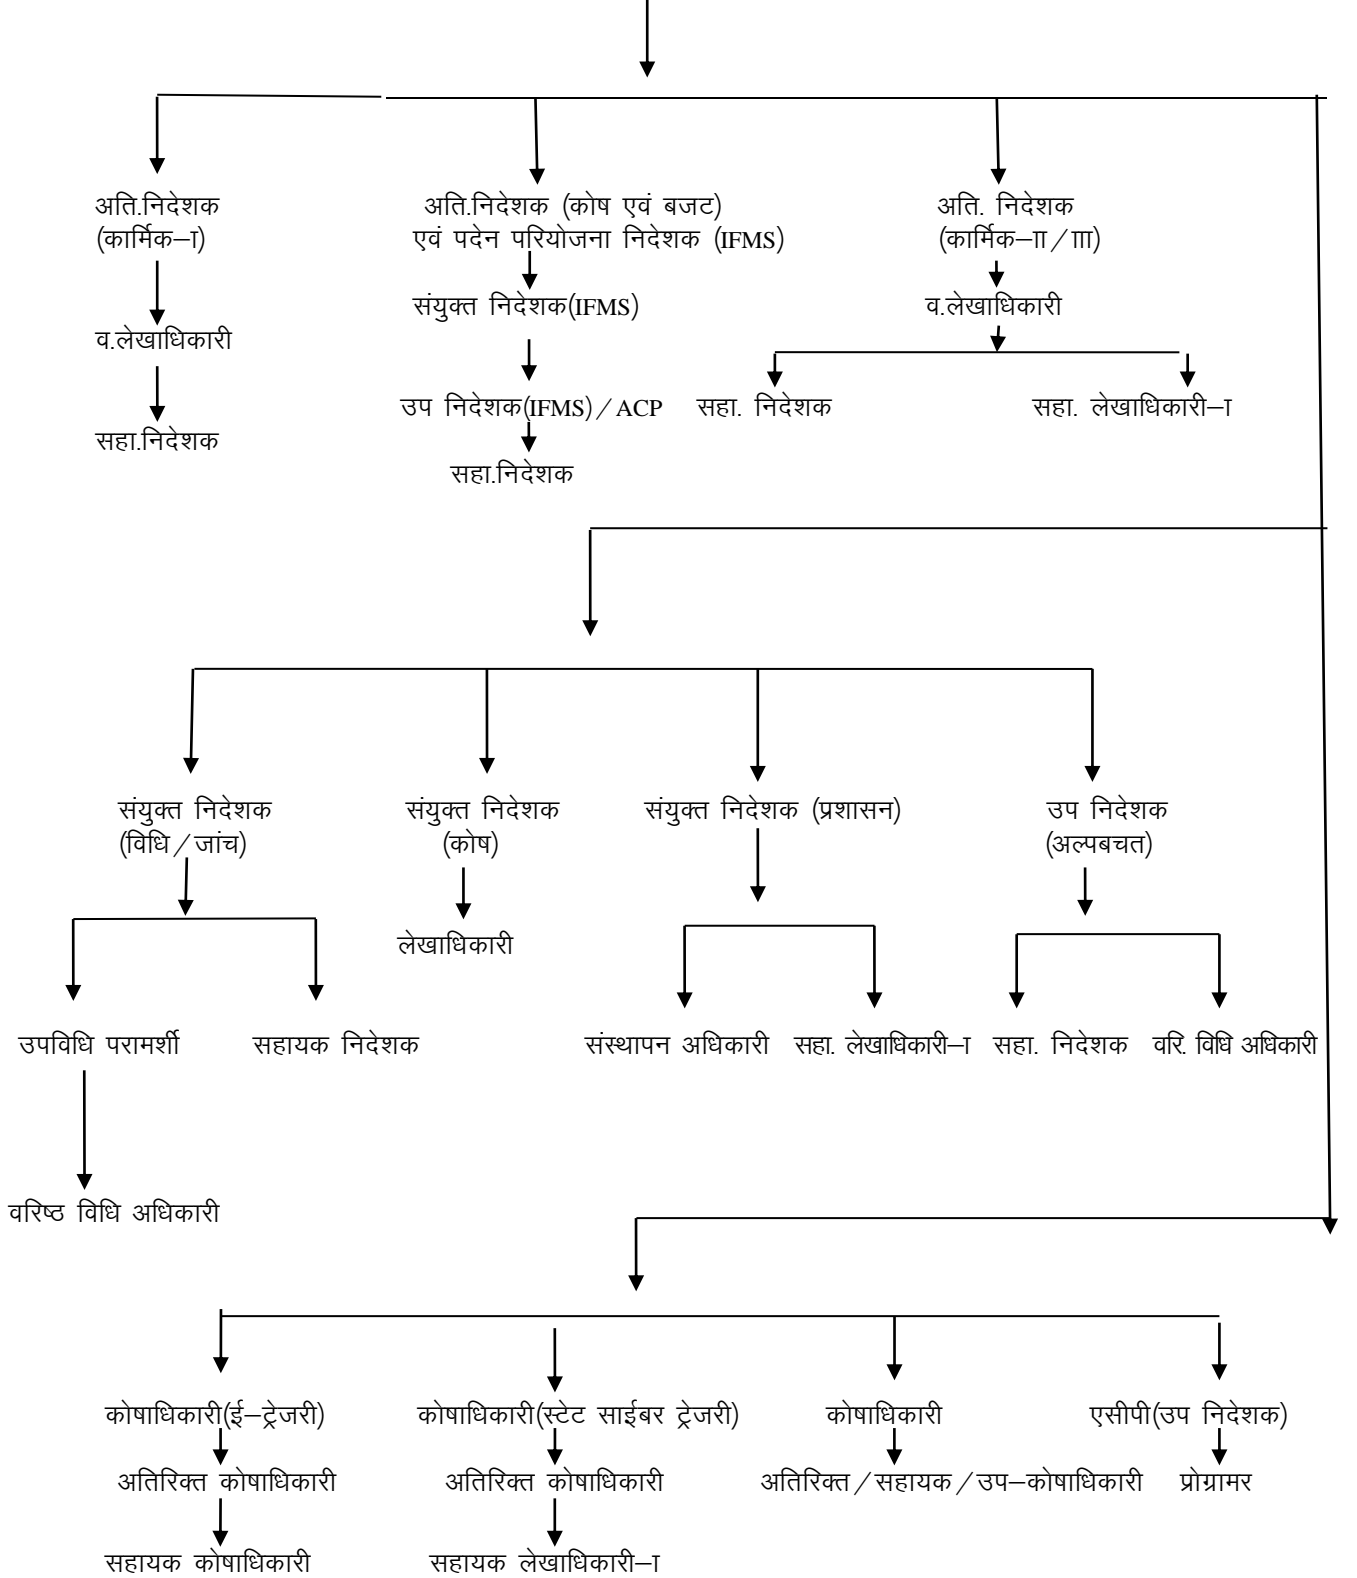 अति.निदेशक
(कार्मिक–I)
अति.निदेशक (कोष एवं बजट)
एवं पदेन परियोजना निदेशक (IFMS)
अति. निदेशक
(कार्मिक–II/III)
संयुक्त निदेशक(IFMS)
व.लेखाधिकारी
व.लेखाधिकारी
उप निदेशक(IFMS)/ACP
सहा. निदेशक
सहा. लेखाधिकारी–I
सहा.निदेशक
सहा.निदेशक
संयुक्त निदेशक
(विधि/जांच)
संयुक्त निदेशक
(कोष)
संयुक्त निदेशक (प्रशासन)
उप निदेशक
(अल्पबचत)
लेखाधिकारी
उपविधि परामर्शी
सहायक निदेशक
संस्थापन अधिकारी
सहा. लेखाधिकारी–I
सहा. निदेशक
वरि. विधि अधिकारी
वरिष्ठ विधि अधिकारी
कोषाधिकारी(ई–ट्रेजरी)
कोषाधिकारी(स्टेट साईबर ट्रेजरी)
कोषाधिकारी
एसीपी(उप निदेशक)
अतिरिक्त कोषाधिकारी
अतिरिक्त कोषाधिकारी
अतिरिक्त/सहायक/उप–कोषाधिकारी
प्रोग्रामर
सहायक कोषाधिकारी
सहायक लेखाधिकारी–I